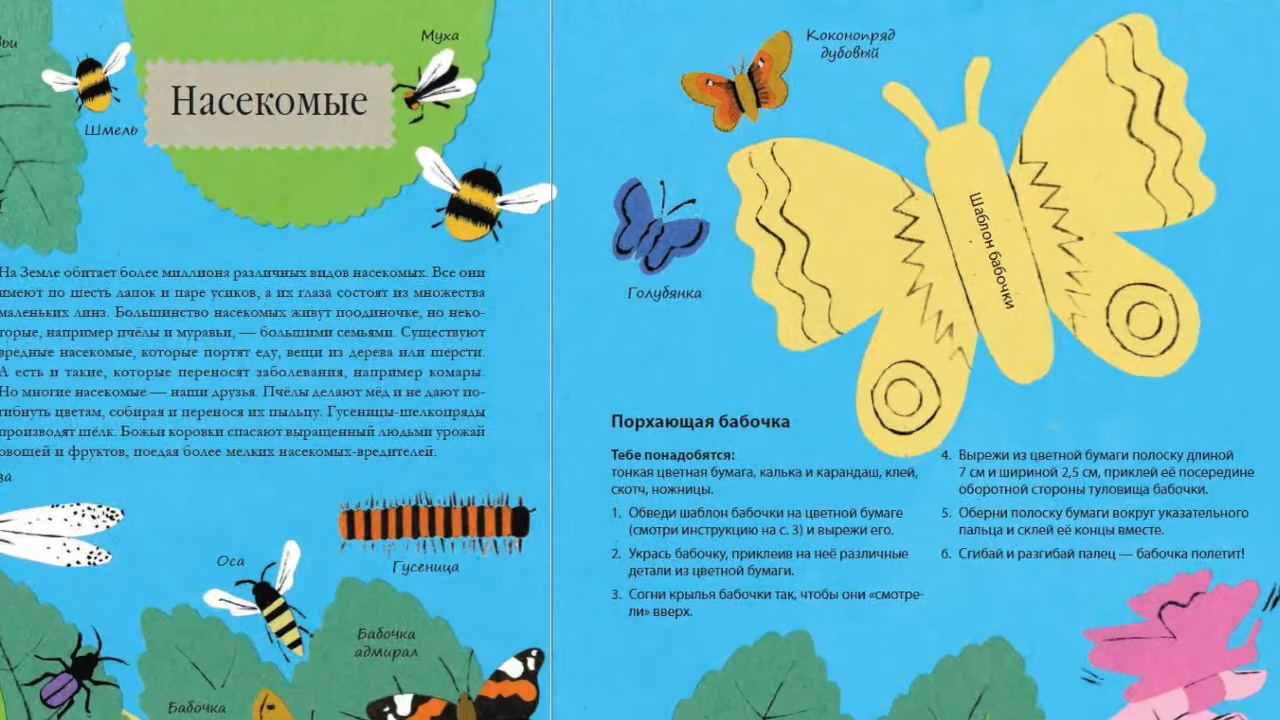 Муха
Шмель
Насекомые
На Земле обитает более миллиона различных видов насекомых. Все они
имеют по шесть лапок и паре усиков, а их глаза состоят из множества
маленьких линз. Большинство насекомых живут поодиночке, но неко-
торые, например пчёлы и муравьи, — большими семьями. Существуют
вредные насекомые, которые портят еду, вещи из дерева или шерсти.
А есть и такие, которые переносят заболевания, например комары.
Но многие насекомые — наши друзья. Пчёлы делают мёд и не дают по-
гибнуть цветам, собирая и перенося их пыльцу. Гусеницы-шелкопряды
производят шёлк. Божьи коровки спасают выращенный людьми урожай
овощей и фруктов, поедая более мелких насекомых-вредителей.
Оса
Гусеница
Бабочка
адмирал
Бабочка
Коконопряд
дубовый
Голубянка
Шаблон бабочки
Порхающая бабочка
Тебе понадобятся:
тонкая цветная бумага, калька и карандаш, клей,
скотч, ножницы.
1. Обведи шаблон бабочки на цветной бумаге
(смотри инструкцию на с. 3) и вырежи его.
2. Укрась бабочку, приклеив на неё различные
детали из цветной бумаги.
3. Согни крылья бабочки так, чтобы они «смотре-
ли» вверх.
4. Вырежи из цветной бумаги полоску длиной
7 см и шириной 2,5 см, приклей её посередине
оборотной стороны туловища бабочки.
5. Оберни полоску бумаги вокруг указательного
пальца и склей её концы вместе.
6. Сгибай и разгибай палец — бабочка полетит!